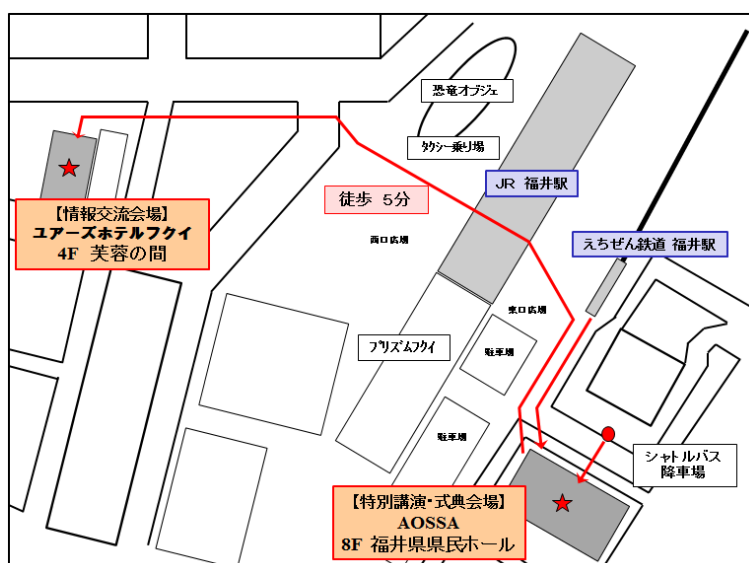 恐竜オブジェ
タクシー乗り場
JR 福井駅
徒歩 5分
【情報交流会場】
ユアーズホテルフクイ
4F 芙蓉の間
西口広場
えちぜん鉄道 福井駅
東口広場
プリズムフクイ
駐車場
駐車場
シャトルバス
降車場
【特別講演・式典会場】
AOSSA
8F 福井県県民ホール